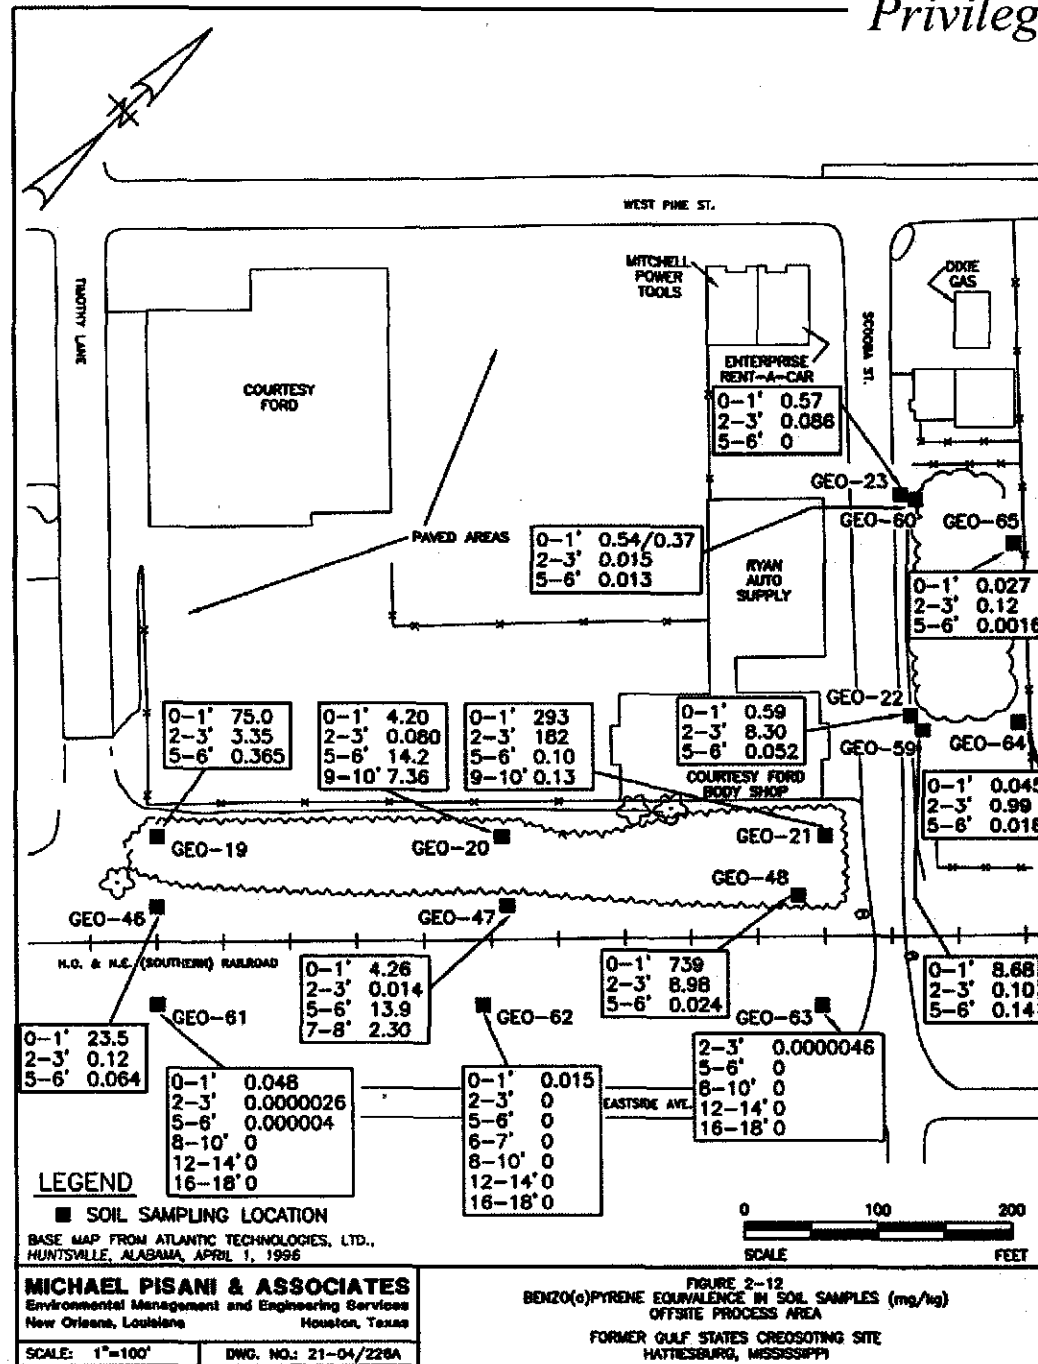 Privileg
WEST PINE ST.
TIMOTHY LANE
MITCHELL
POWER
TOOLS
DIXIE
GAS
SCOOBA ST.
COURTESY
FORD
ENTERPRISE
RENT-A-CAR
0-1' 0.57
2-3' 0.086
5-6' 0
GEO-23
GEO-60
GEO-65
PAVED AREAS
0-1' 0.54/0.37
2-3' 0.015
5-6' 0.013
RYAN
AUTO
SUPPLY
0-1' 0.027
2-3' 0.12
5-6' 0.0016
GEO-22
0-1' 75.0
2-3' 3.35
5-6' 0.365
0-1' 4.20
2-3' 0.080
5-6' 14.2
9-10' 7.36
0-1' 293
2-3' 182
5-6' 0.10
9-10' 0.13
0-1' 0.59
2-3' 8.30
5-6' 0.052
GEO-59
GEO-64
COURTESY FORD
BODY SHOP
0-1' 0.045
2-3' 0.99
5-6' 0.018
GEO-19
GEO-20
GEO-21
GEO-48
GEO-46
GEO-47
N.O. & N.E. (SOUTHERN) RAILROAD
0-1' 4.26
2-3' 0.014
5-6' 13.9
7-8' 2.30
0-1' 739
2-3' 8.98
5-6' 0.024
0-1' 8.68
2-3' 0.10
5-6' 0.14
GEO-61
GEO-62
GEO-63
0-1' 23.5
2-3' 0.12
5-6' 0.064
0-1' 0.048
2-3' 0.0000026
5-6' 0.000004
8-10' 0
12-14' 0
16-18' 0
0-1' 0.015
2-3' 0
5-6' 0
6-7' 0
8-10' 0
12-14' 0
16-18' 0
EASTSIDE AVE.
2-3' 0.0000046
5-6' 0
8-10' 0
12-14' 0
16-18' 0
LEGEND
SOIL SAMPLING LOCATION
BASE MAP FROM ATLANTIC TECHNOLOGIES, LTD.,
HUNTSVILLE, ALABAMA, APRIL 1, 1996
0 100 200
SCALE FEET
MICHAEL PISANI & ASSOCIATES
Environmental Management and Engineering Services
New Orleans, Louisiana Houston, Texas
SCALE: 1"=100' DWG. NO.: 21-04/228A
FIGURE 2-12
BENZO(a)PYRENE EQUIVALENCE IN SOIL SAMPLES (mg/kg)
OFFSITE PROCESS AREA
FORMER GULF STATES CREOSOTING SITE
HATTIESBURG, MISSISSIPPI